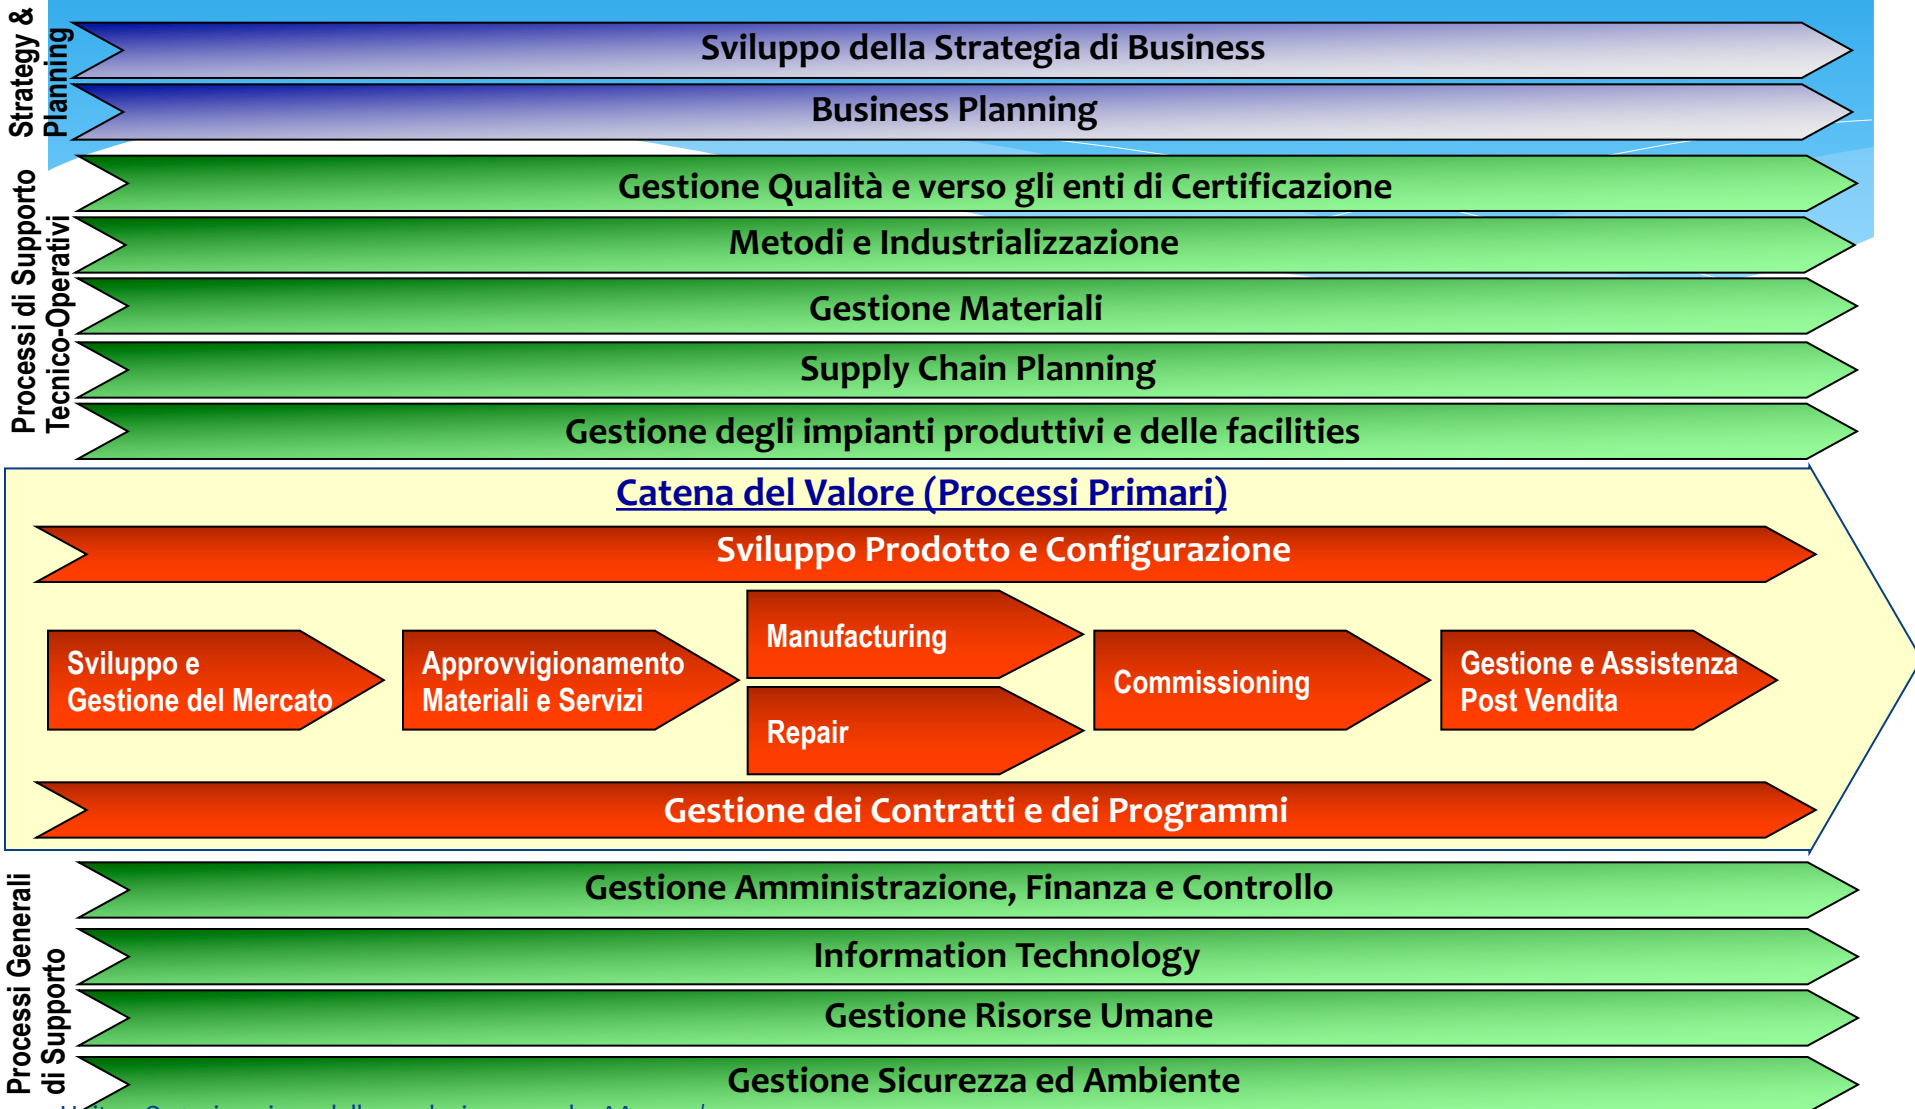 Strategy &
Planning
Sviluppo della Strategia di Business
Business Planning
Processi di Supporto
Tecnico-Operativi
Gestione Qualità e verso gli enti di Certificazione
Metodi e Industrializzazione
Gestione Materiali
Supply Chain Planning
Gestione degli impianti produttivi e delle facilities
Catena del Valore (Processi Primari)
Sviluppo Prodotto e Configurazione
Sviluppo e
Gestione del Mercato
Approvvigionamento
Materiali e Servizi
Manufacturing
Repair
Commissioning
Gestione e Assistenza
Post Vendita
Gestione dei Contratti e dei Programmi
Processi Generali
di Supporto
Gestione Amministrazione, Finanza e Controllo
Information Technology
Gestione Risorse Umane
Gestione Sicurezza ed Ambiente